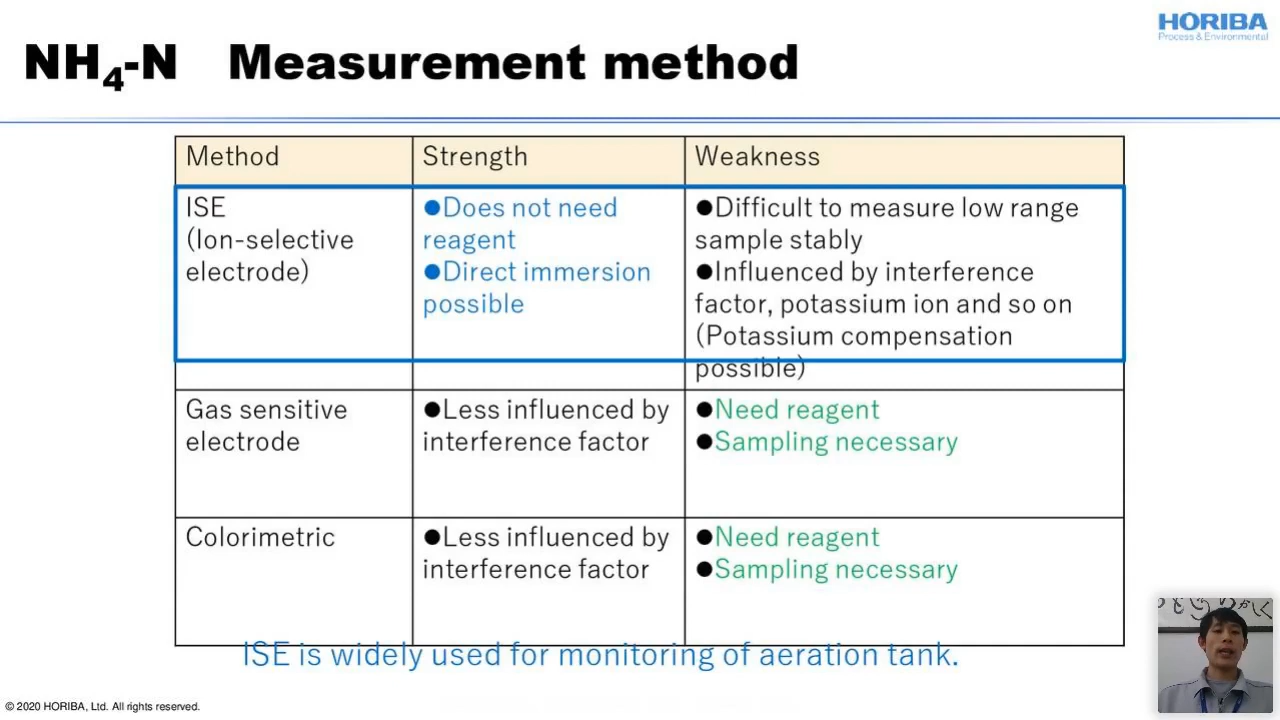 HORIBA
Process & Environmental
NH₄-N Measurement method
Method Strength Weakness
ISE
(Ion-selective
electrode)
●Does not need
reagent
●Direct immersion
possible
●Difficult to measure low range
sample stably
●Influenced by interference
factor, potassium ion and so on
(Potassium compensation
possible)
Gas sensitive
electrode
●Less influenced by
interference factor
●Need reagent
●Sampling necessary
Colorimetric
●Less influenced by
interference factor
●Need reagent
●Sampling necessary
ISE is widely used for monitoring of aeration tank.
© 2020 HORIBA, Ltd. All rights reserved.